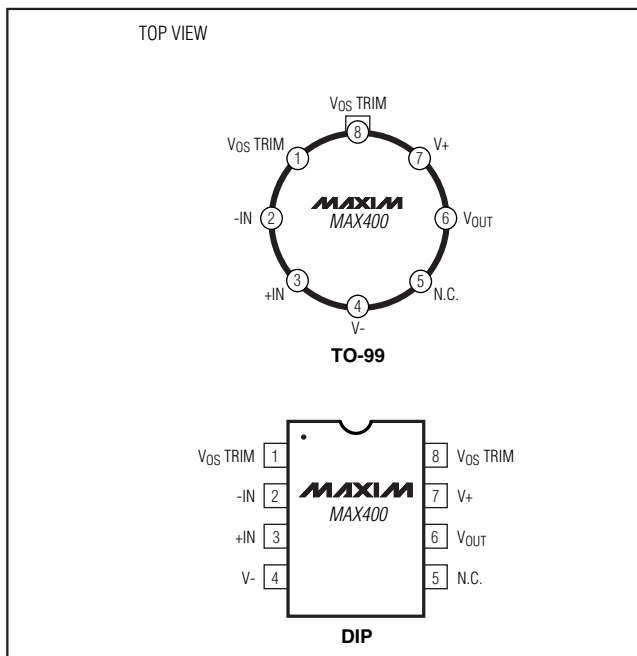 TOP VIEW
VOS TRIM
8
VOS TRIM
1
7
V+
MAXIM
MAX400
-IN
2
6
VOUT
+IN
3
5
N.C.
4
V-
TO-99
VOS TRIM 1
8 VOS TRIM
-IN 2
MAXIM
7 V+
MAX400
+IN 3
6 VOUT
V- 4
5 N.C.
DIP